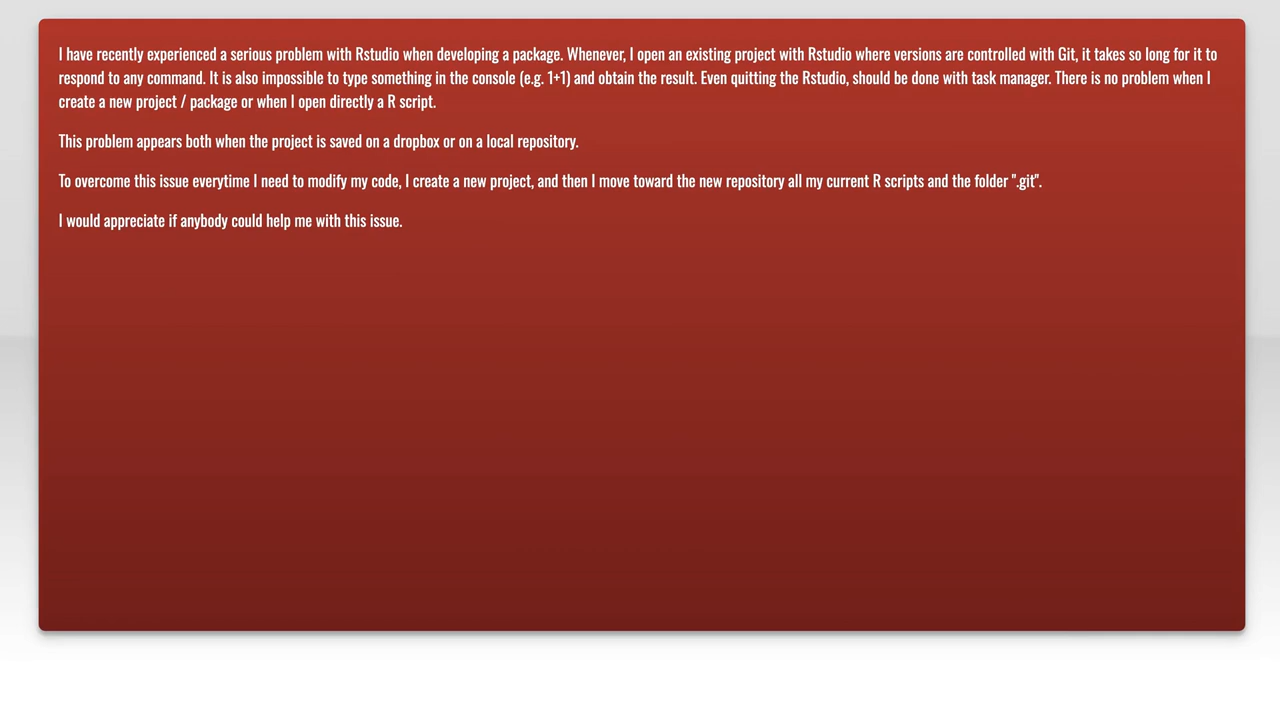 I have recently experienced a serious problem with Rstudio when developing a package. Whenever, I open an existing project with Rstudio where versions are controlled with Git, it takes so long for it to
respond to any command. It is also impossible to type something in the console (e.g. 1+1) and obtain the result. Even quitting the Rstudio, should be done with task manager. There is no problem when I
create a new project / package or when I open directly a R script.
This problem appears both when the project is saved on a dropbox or on a local repository.
To overcome this issue everytime I need to modify my code, I create a new project, and then I move toward the new repository all my current R scripts and the folder ".git".
I would appreciate if anybody could help me with this issue.